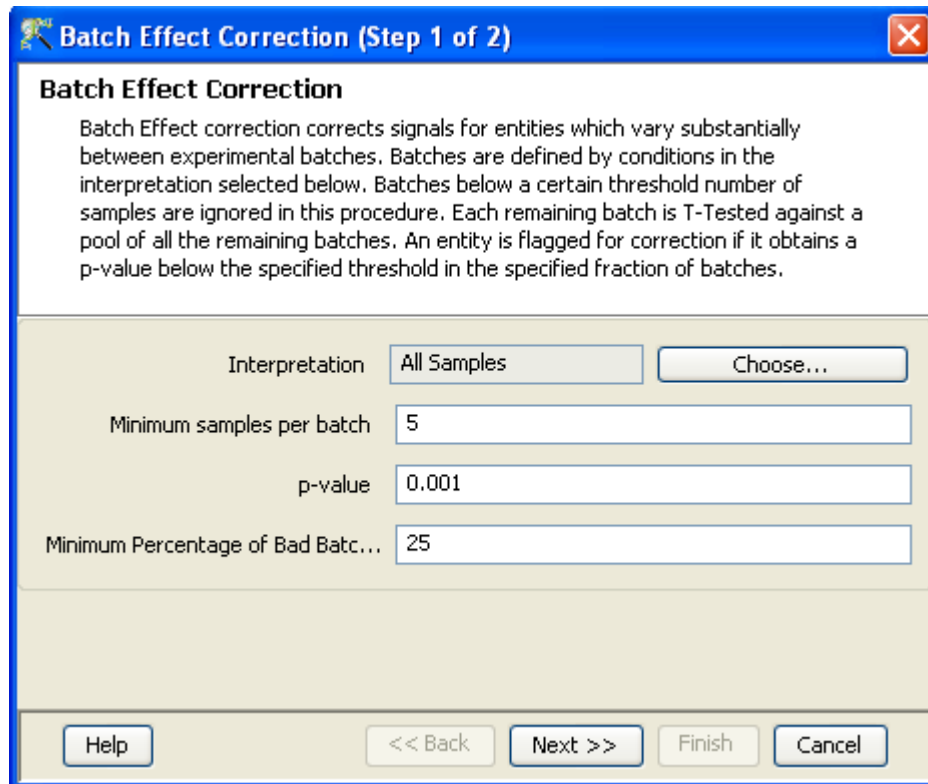 Batch Effect Correction (Step 1 of 2)
Batch Effect Correction
Batch Effect correction corrects signals for entities which vary substantially
between experimental batches. Batches are defined by conditions in the
interpretation selected below. Batches below a certain threshold number of
samples are ignored in this procedure. Each remaining batch is T-Tested against a
pool of all the remaining batches. An entity is flagged for correction if it obtains a
p-value below the specified threshold in the specified fraction of batches.
Interpretation All Samples Choose...
Minimum samples per batch 5
p-value 0.001
Minimum Percentage of Bad Batc... 25
Help << Back Next >> Finish Cancel